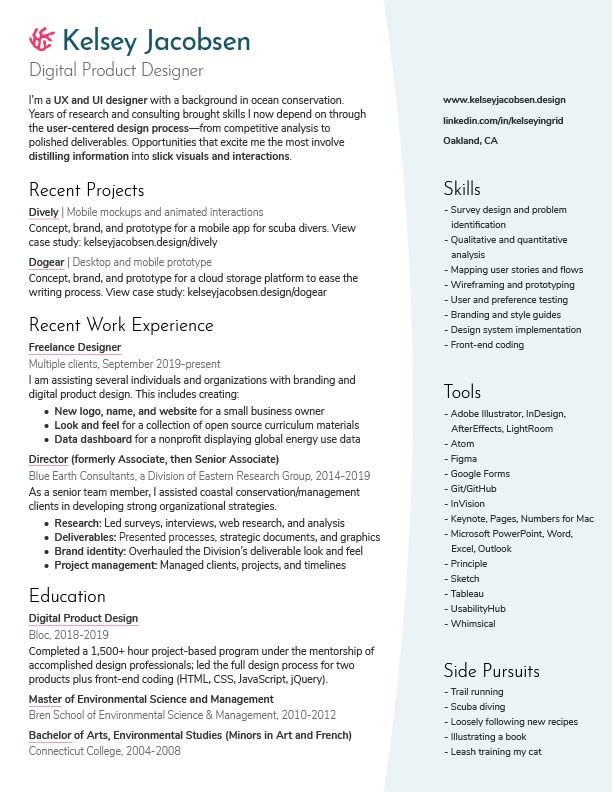 Kelsey Jacobsen
Digital Product Designer
I'm a UX and UI designer with a background in ocean conservation.
Years of research and consulting brought skills I now depend on through
the user-centered design process—from competitive analysis to
polished deliverables. Opportunities that excite me the most involve
distilling information into slick visuals and interactions.
Recent Projects
Dively | Mobile mockups and animated interactions
Concept, brand, and prototype for a mobile app for scuba divers. View
case study: kelseyjacobsen.design/dively
Dogear | Desktop and mobile prototype
Concept, brand, and prototype for a cloud storage platform to ease the
writing process. View case study: kelseyjacobsen.design/dogear
Recent Work Experience
Freelance Designer
Multiple clients, September 2019-present
I am assisting several individuals and organizations with branding and
digital product design. This includes creating:
• New logo, name, and website for a small business owner
• Look and feel for a collection of open source curriculum materials
• Data dashboard for a nonprofit displaying global energy use data
Director (formerly Associate, then Senior Associate)
Blue Earth Consultants, a Division of Eastern Research Group, 2014-2019
As a senior team member, I assisted coastal conservation/management
clients in developing strong organizational strategies.
• Research: Led surveys, interviews, web research, and analysis
• Deliverables: Presented processes, strategic documents, and graphics
• Brand identity: Overhauled the Division's deliverable look and feel
• Project management: Managed clients, projects, and timelines
Education
Digital Product Design
Bloc, 2018-2019
Completed a 1,500+ hour project-based program under the mentorship of
accomplished design professionals; led the full design process for two
products plus front-end coding (HTML, CSS, JavaScript, jQuery).
Master of Environmental Science and Management
Bren School of Environmental Science & Management, 2010-2012
Bachelor of Arts, Environmental Studies (Minors in Art and French)
Connecticut College, 2004-2008
www.kelseyjacobsen.design
linkedin.com/in/kelseyingrid
Oakland, CA
Skills
- Survey design and problem
identification
- Qualitative and quantitative
analysis
- Mapping user stories and flows
- Wireframing and prototyping
- User and preference testing
- Branding and style guides
- Design system implementation
- Front-end coding
Tools
- Adobe Illustrator, InDesign,
AfterEffects, LightRoom
- Atom
- Figma
- Google Forms
- Git/GitHub
- InVision
- Keynote, Pages, Numbers for Mac
- Microsoft PowerPoint, Word,
Excel, Outlook
- Principle
- Sketch
- Tableau
- UsabilityHub
- Whimsical
Side Pursuits
- Trail running
- Scuba diving
- Loosely following new recipes
- Illustrating a book
- Leash training my cat